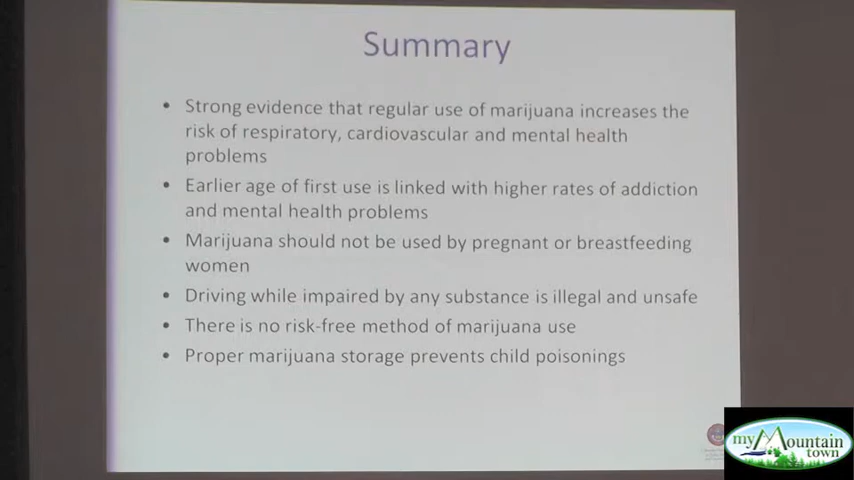 Summary
• Strong evidence that regular use of marijuana increases the
risk of respiratory, cardiovascular and mental health
problems
• Earlier age of first use is linked with higher rates of addiction
and mental health problems
• Marijuana should not be used by pregnant or breastfeeding
women
• Driving while impaired by any substance is illegal and unsafe
• There is no risk-free method of marijuana use
• Proper marijuana storage prevents child poisonings
my Mountain
town